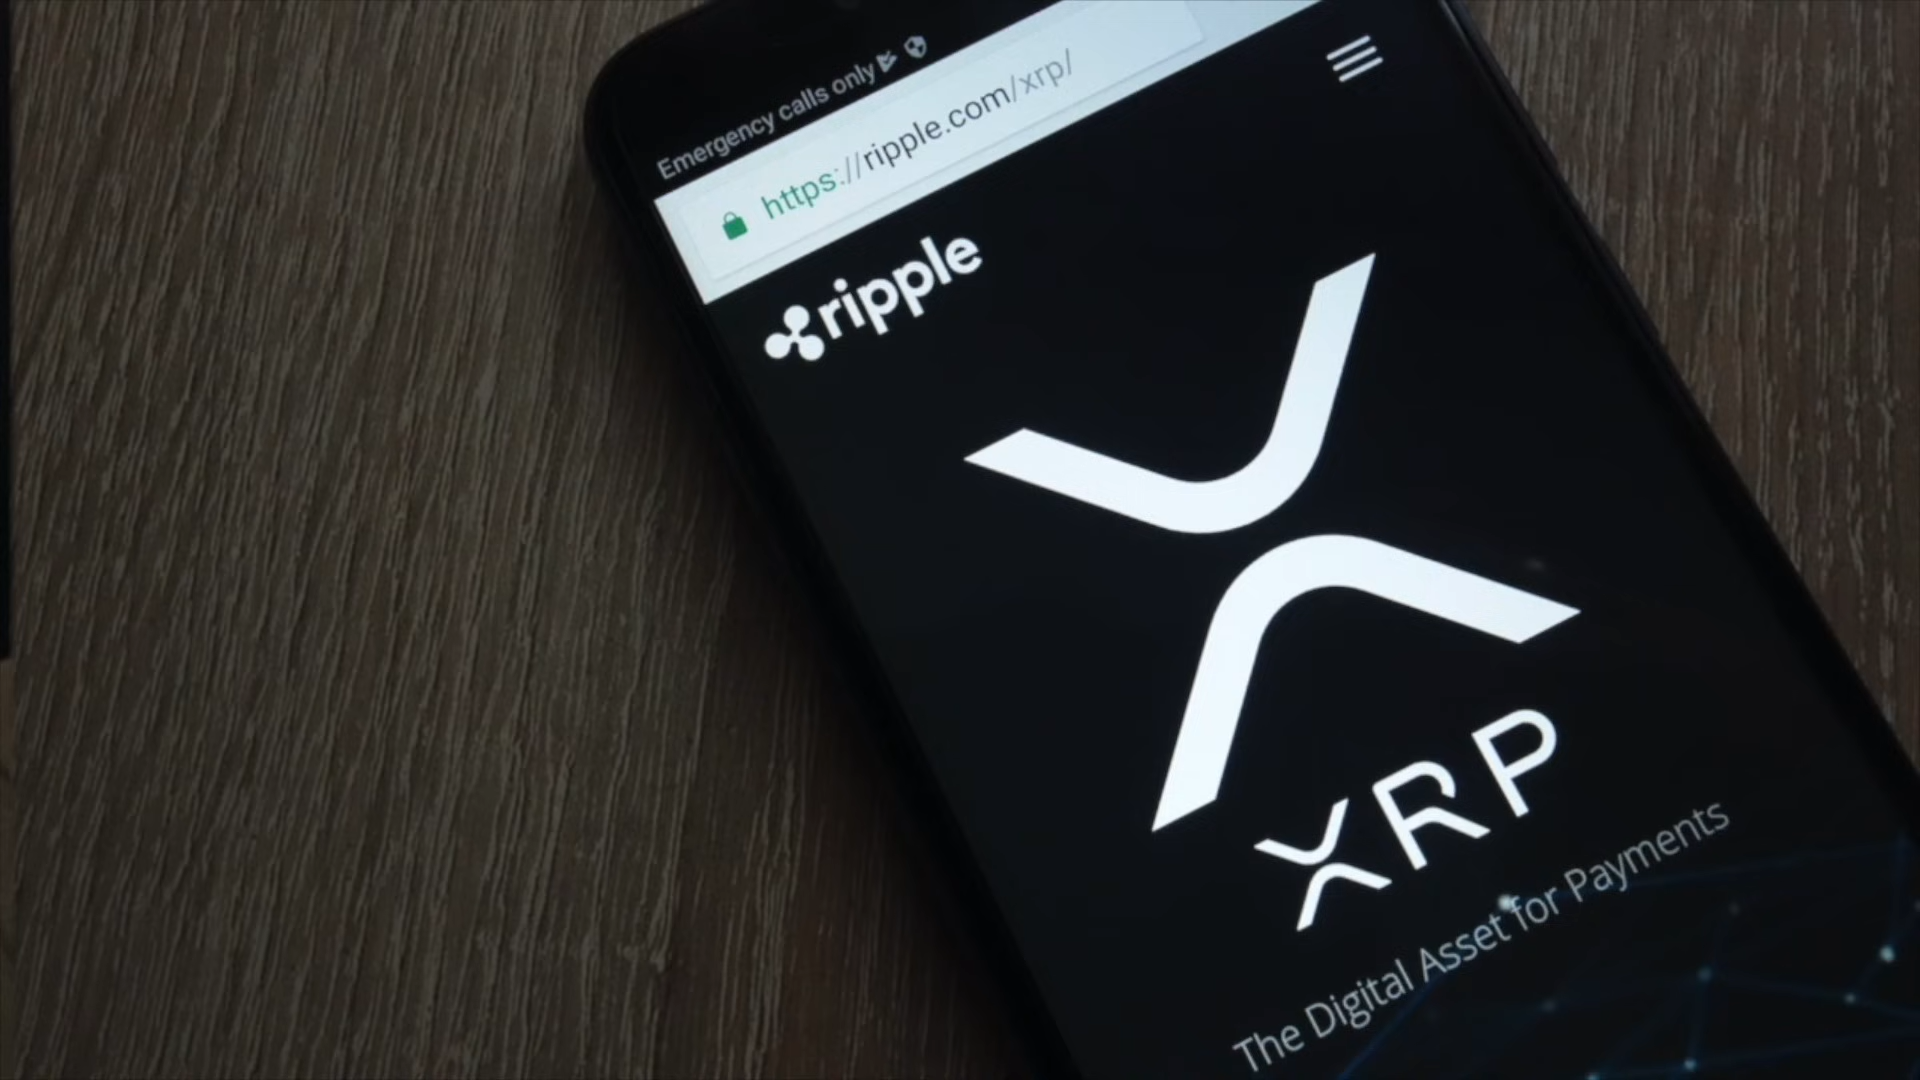 Emergency calls only
https://ripple.com/xrp/
ripple
XRP
The Digital Asset for Payments